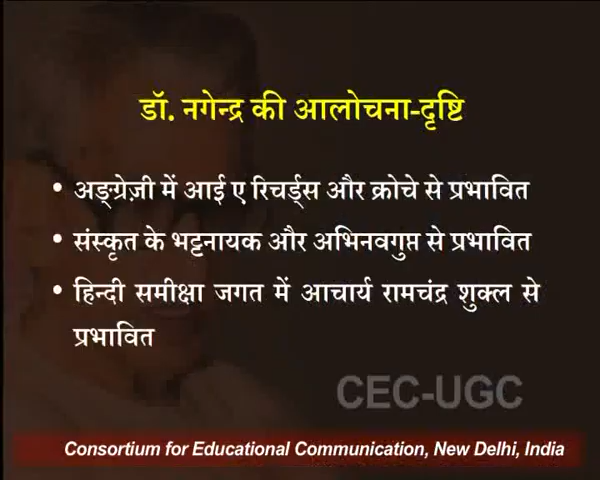 डॉ. नगेन्द्र की आलोचना-दृष्टि
• अङ्ग्रेज़ी में आई ए रिचर्ड्स और क्रोचे से प्रभावित
• संस्कृत के भट्टनायक और अभिनवगुप्त से प्रभावित
• हिन्दी समीक्षा जगत में आचार्य रामचंद्र शुक्ल से
प्रभावित
CEC-UGC
Consortium for Educational Communication, New Delhi, India